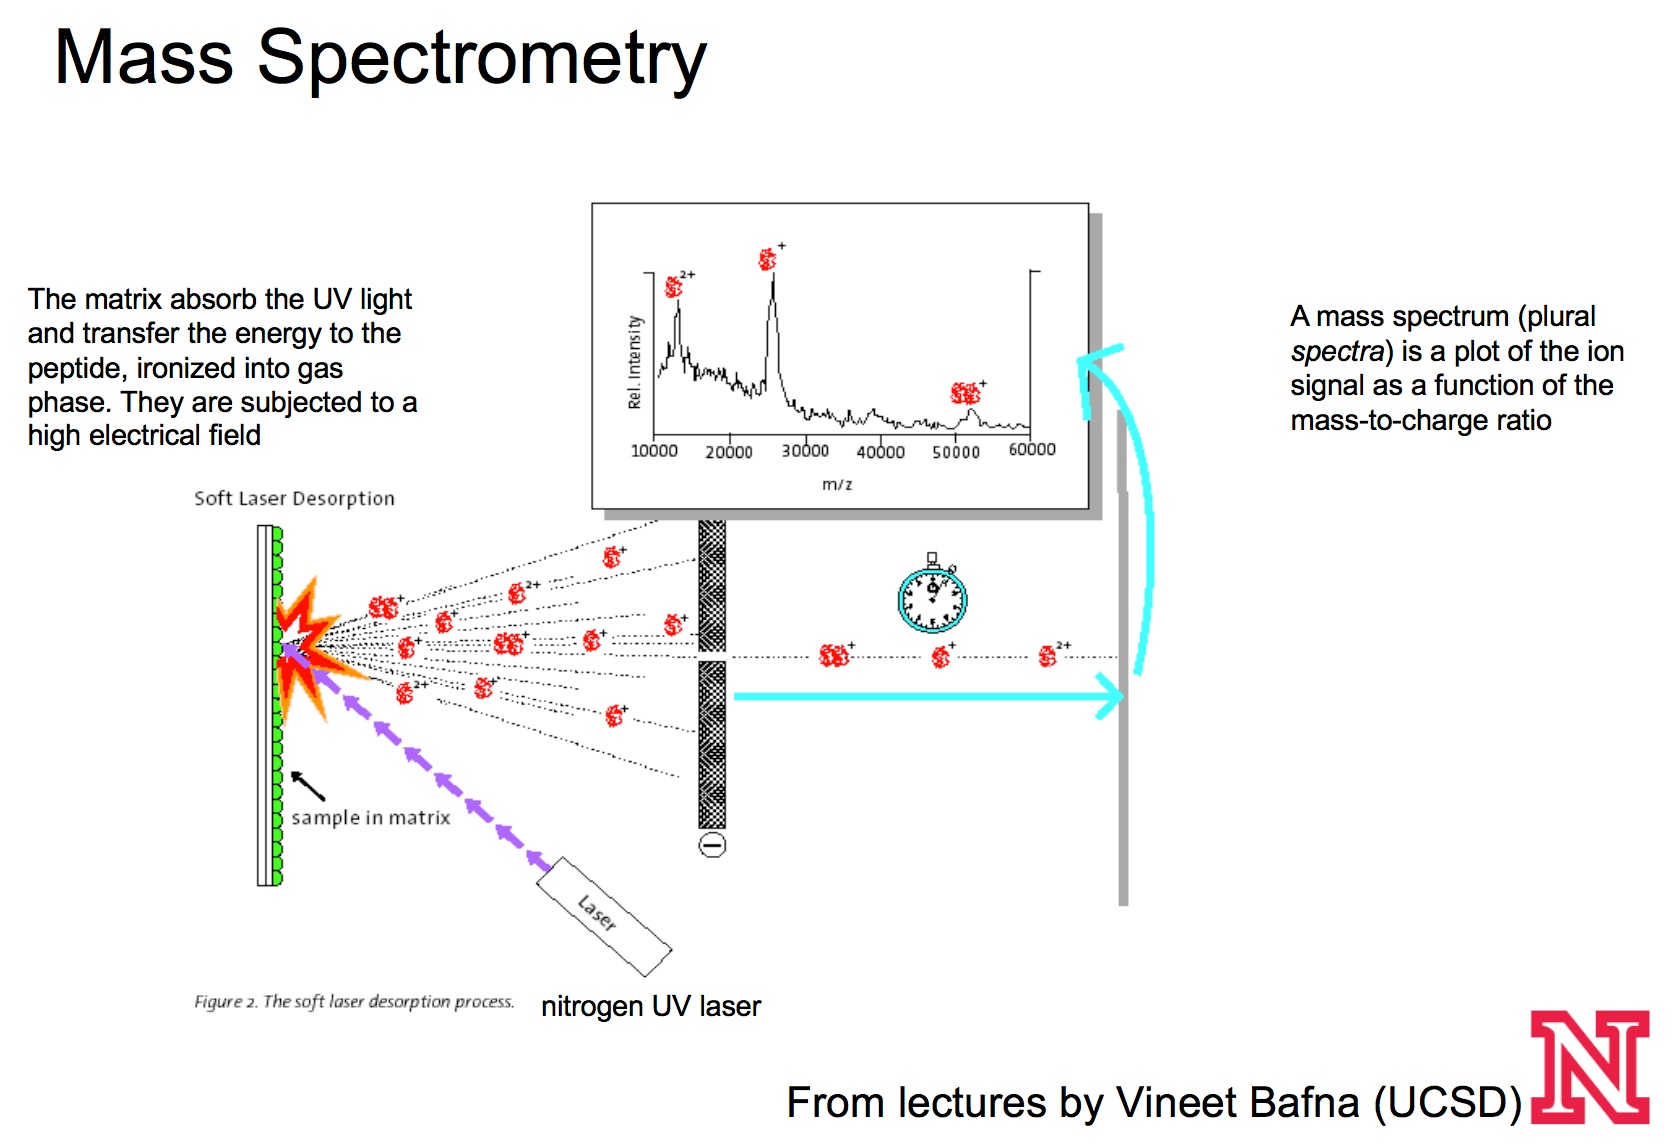 Mass Spectrometry
The matrix absorb the UV light
and transfer the energy to the
peptide, ironized into gas
phase. They are subjected to a
high electrical field
2+
+
+
Rel. Intensity
10000 20000 30000 40000 50000 60000
m/z
A mass spectrum (plural
spectra) is a plot of the ion
signal as a function of the
mass-to-charge ratio
Soft Laser Desorption
+
2+
+
+
+
+
+
+
2+
+
+
+
+
2+
sample in matrix
Laser
Figure 2. The soft laser desorption process.
nitrogen UV laser
From lectures by Vineet Bafna (UCSD)
N